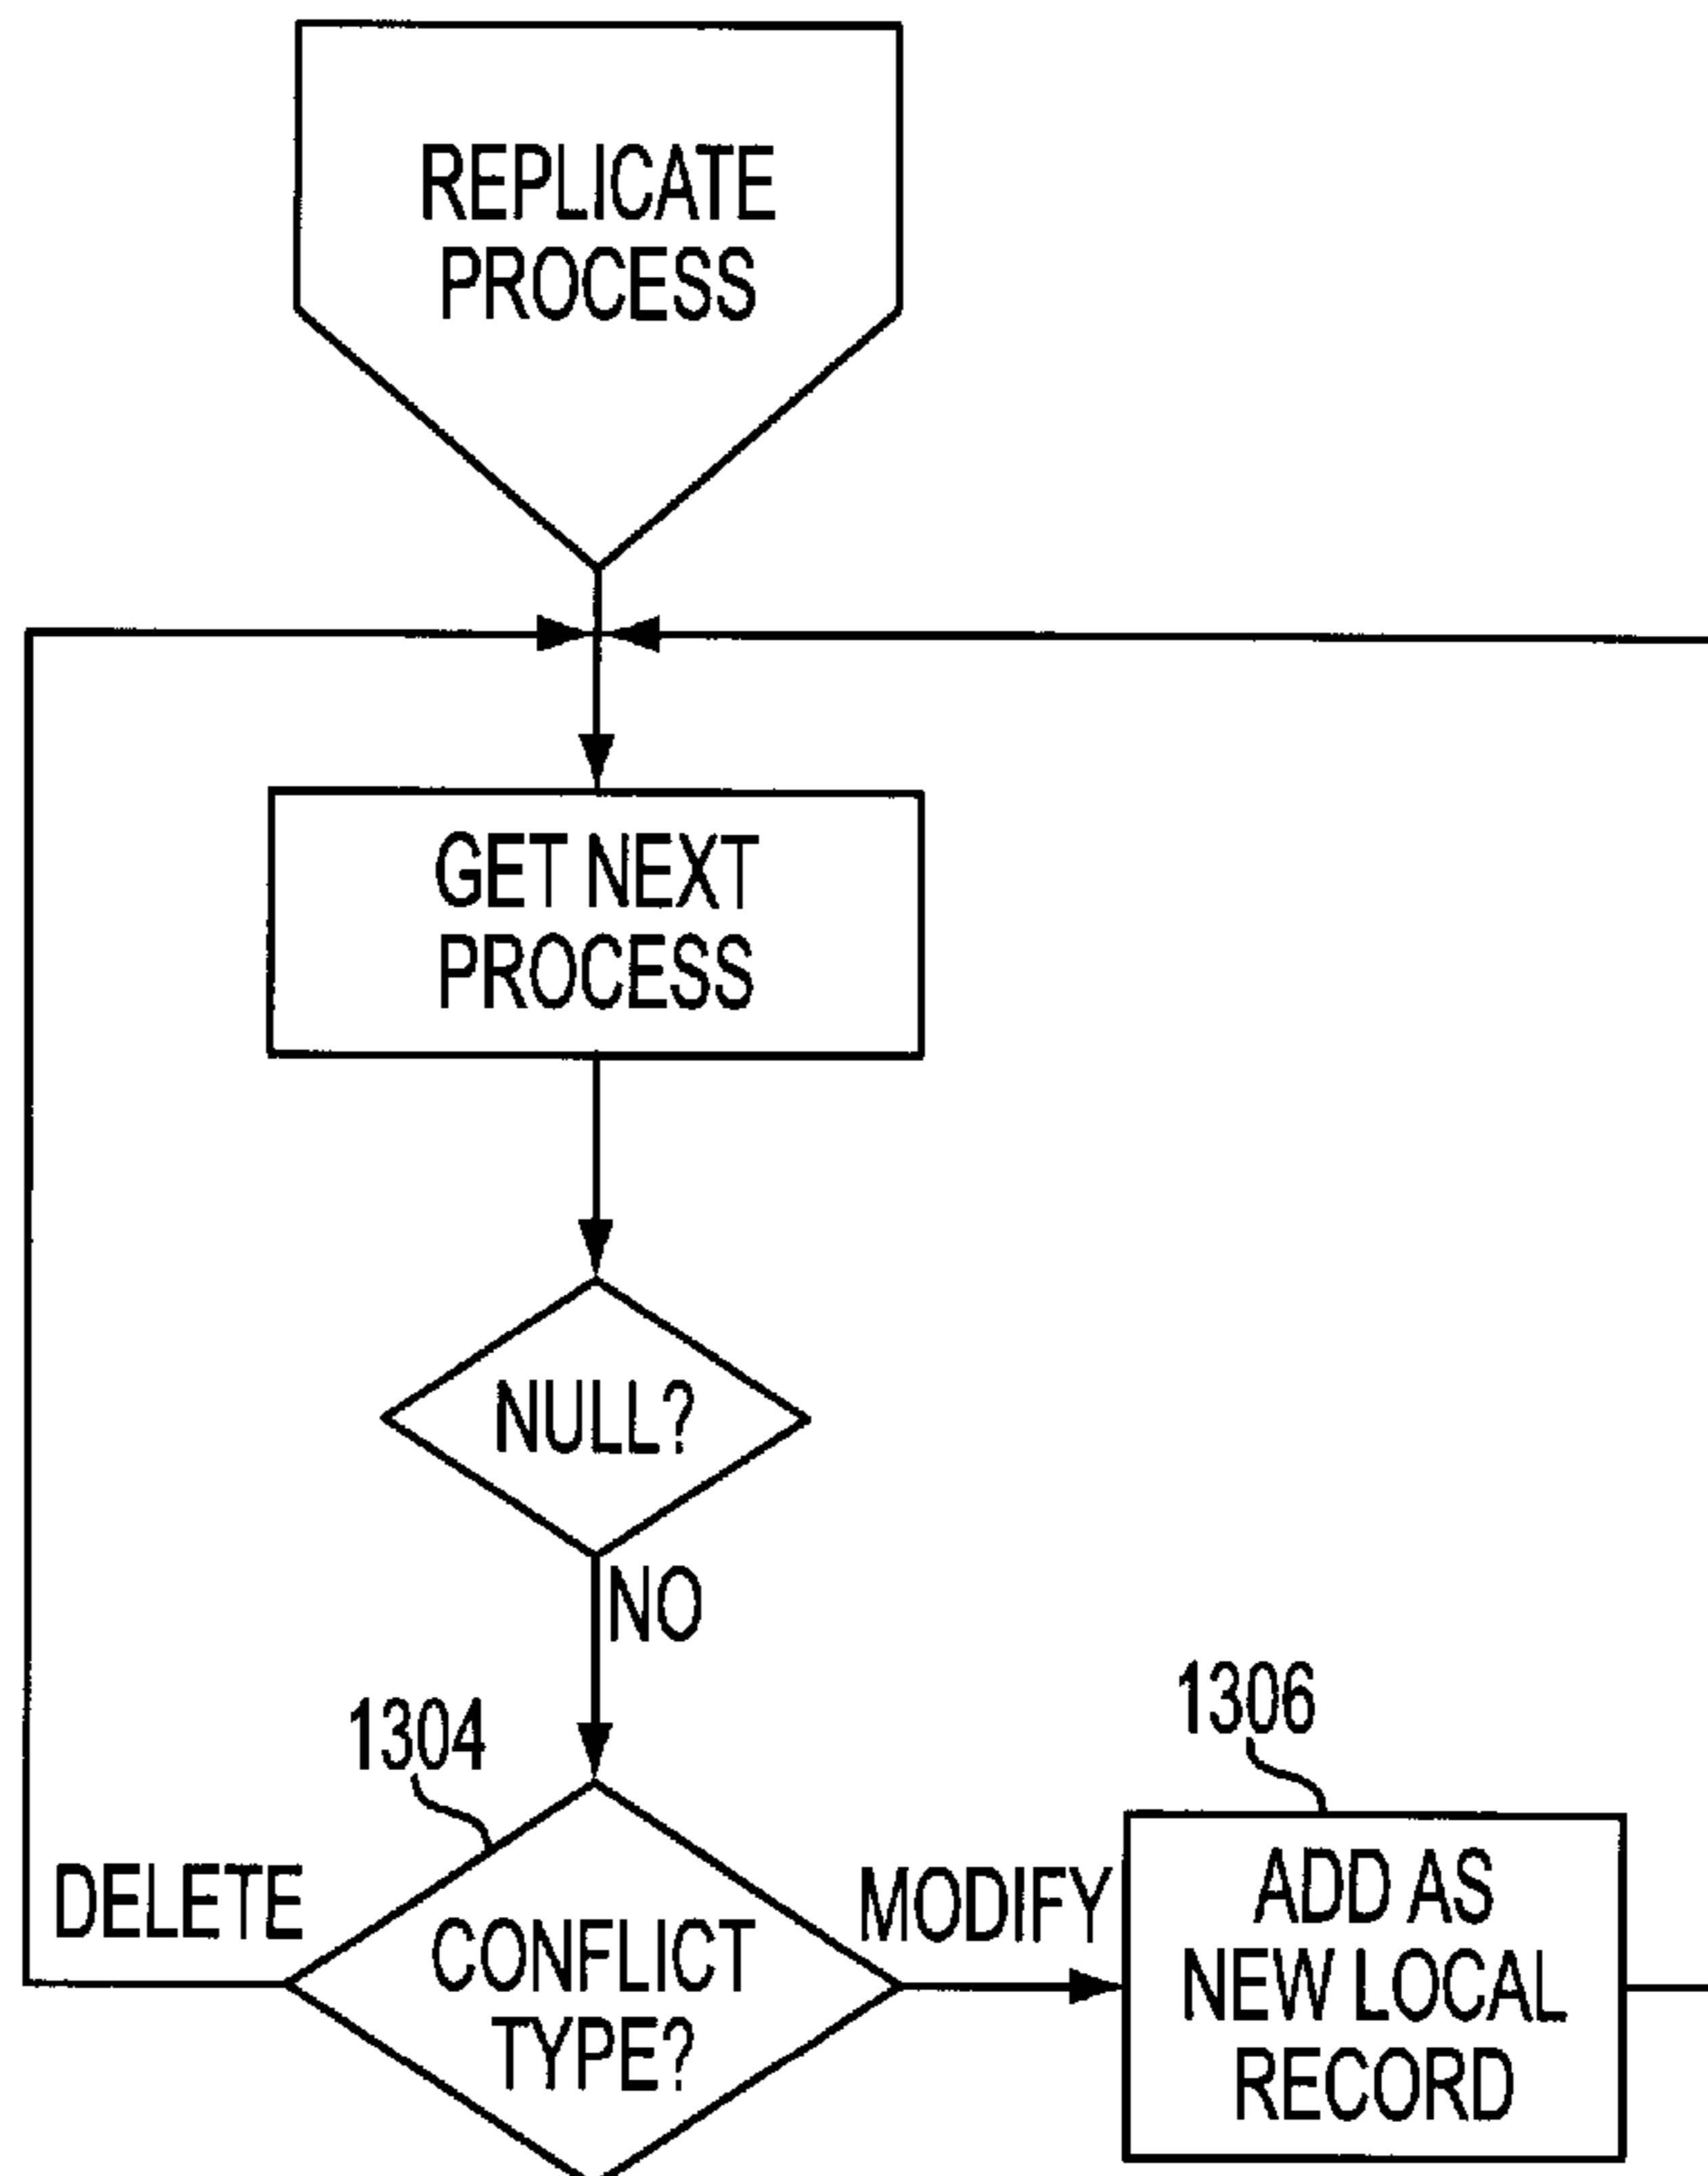 REPLICATE
PROCESS
GET NEXT
PROCESS
NULL?
NO
1304
1306
DELETE
CONFLICT
TYPE?
MODIFY
ADD AS
NEW LOCAL
RECORD